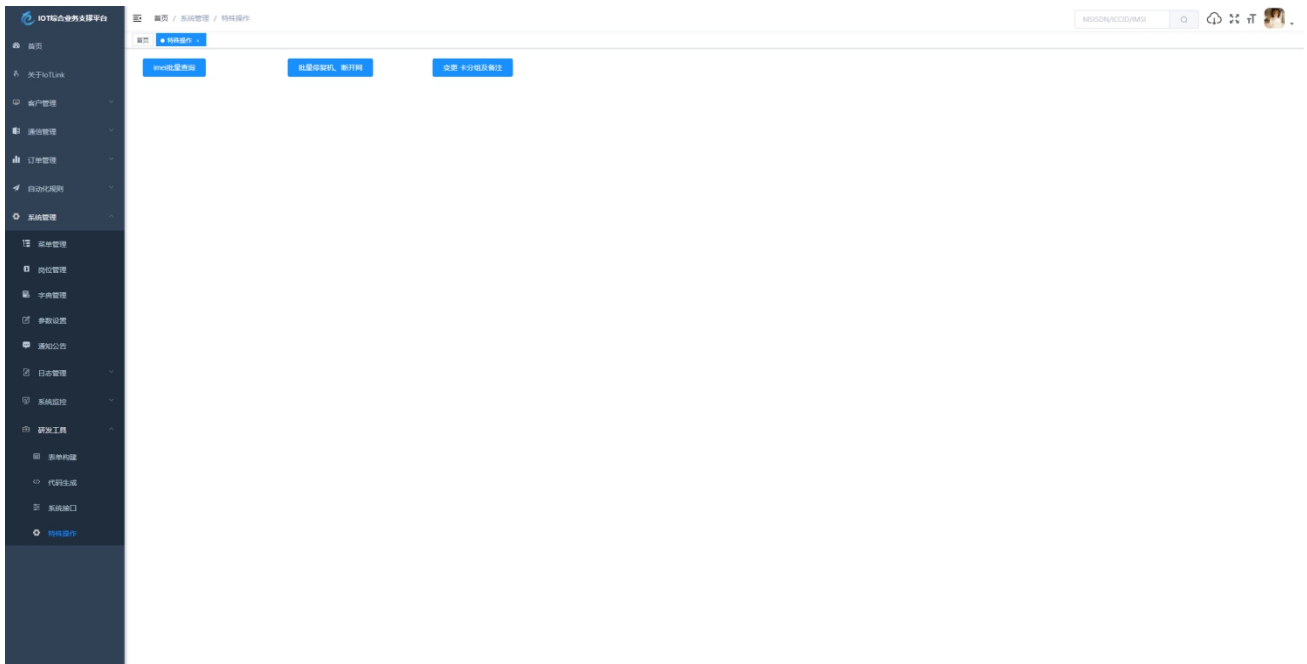 IOT综合业务支撑平台
首页 / 系统管理 / 特殊操作
MSISDN/ICCID/IMSI
首页
特殊操作 ×
imei批量查询
批量停复机、断开网
变更 卡分组及备注
首页
关于IoTLink
客户管理
通信管理
订单管理
自动化规则
系统管理
菜单管理
岗位管理
字典管理
参数设置
通知公告
日志管理
系统监控
研发工具
表单构建
代码生成
系统接口
特殊操作